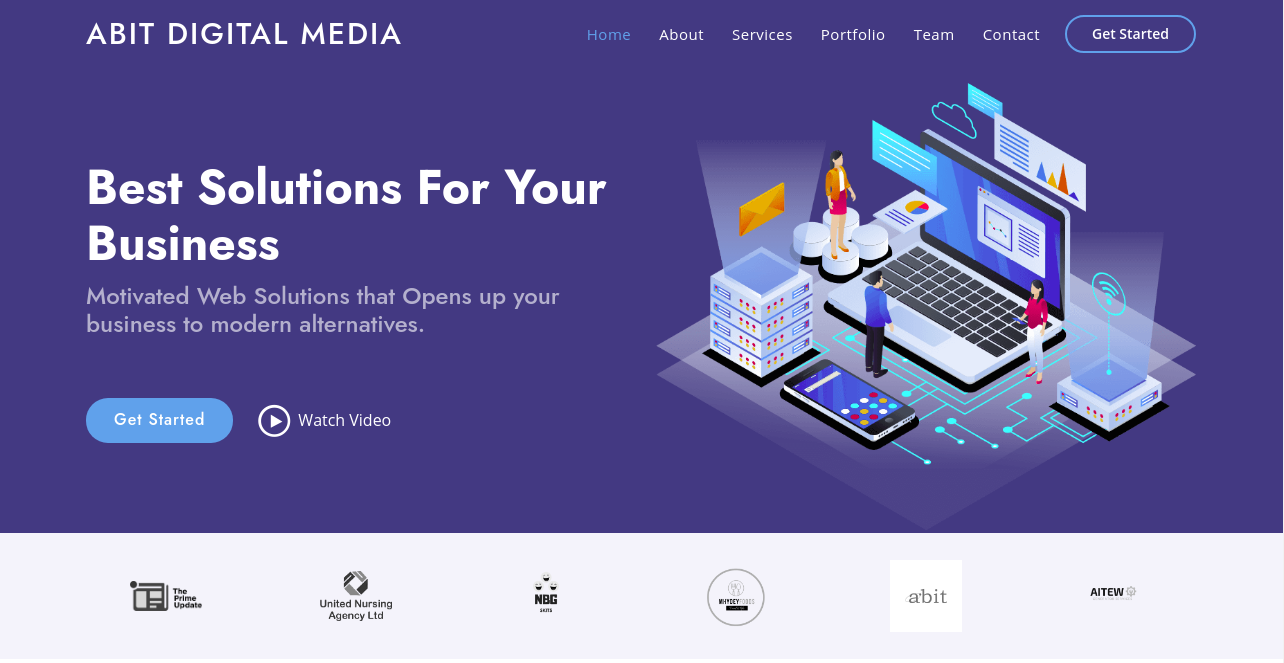 ABIT DIGITAL MEDIA
Home About Services Portfolio Team Contact Get Started
Best Solutions For Your
Business
Motivated Web Solutions that Opens up your
business to modern alternatives.
Get Started Watch Video
The
Prime
Update
United Nursing
Agency Ltd
NBG
SKITS
WHYDEYFOODS
abit
AITEW